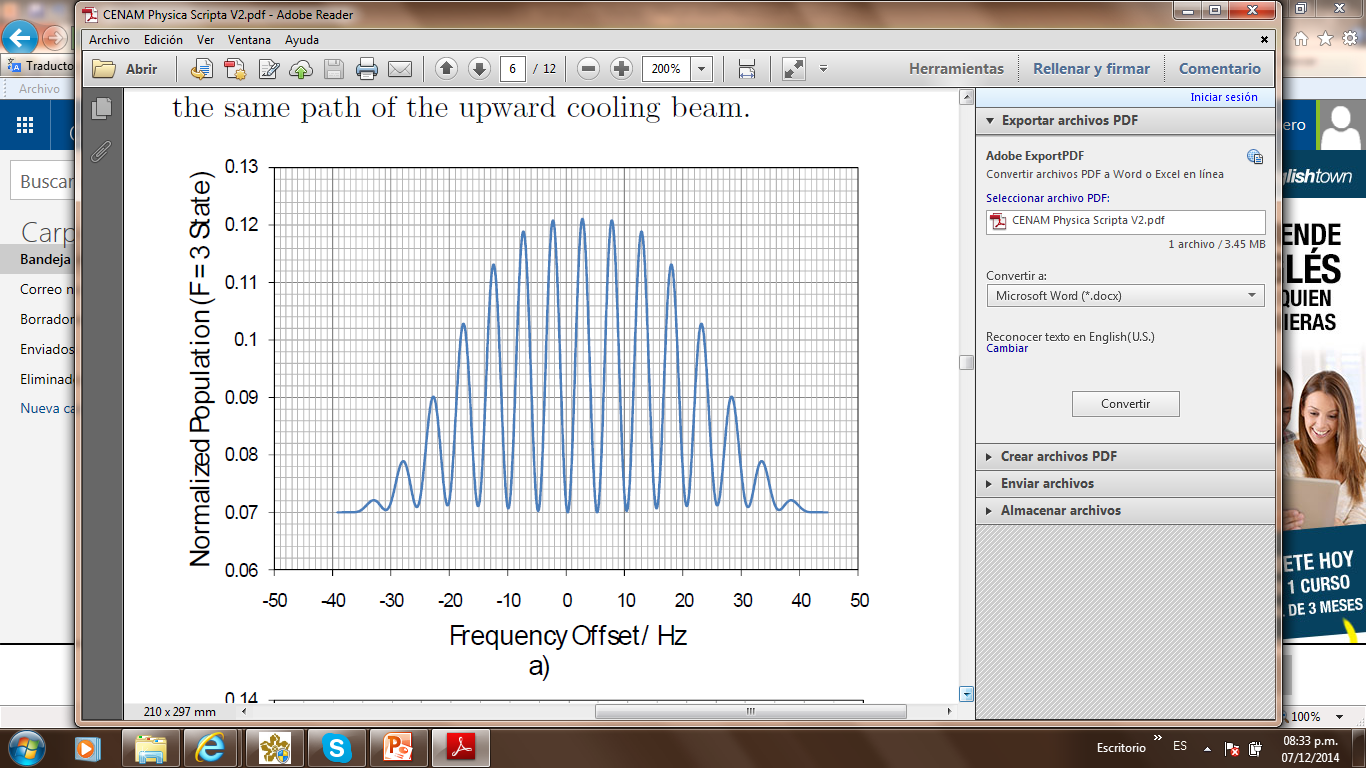 CENAM Physica Scripta V2.pdf - Adobe Reader
Archivo Edición Ver Ventana Ayuda
Traducto
Archivo
Abrir
6 / 12
200%
Herramientas
Rellenar y firmar
Comentario
Buscar
Carp
Bandeja
Correo n
Borrador
Enviados
Eliminad
Nueva ca
the same path of the upward cooling beam.
Normalized Population (F = 3 State)
0.13
0.12
0.11
0.1
0.09
0.08
0.07
0.06
-50 -40 -30 -20 -10 0 10 20 30 40 50
Frequency Offset / Hz
a)
0.14
210 x 297 mm
Iniciar sesión
Exportar archivos PDF
Adobe ExportPDF
Convertir archivos PDF a Word o Excel en línea
Seleccionar archivo PDF:
CENAM Physica Scripta V2.pdf
1 archivo / 3.45 MB
Convertir a:
Microsoft Word (*.docx)
Reconocer texto en English(U.S.)
Cambiar
Convertir
Crear archivos PDF
Enviar archivos
Almacenar archivos
ero
glishtown
ENDE
LÉS
QUIEN
IERAS
ETE HOY
1 CURSO
DE 3 MESES
100%
Escritorio
ES
08:33 p.m.
07/12/2014